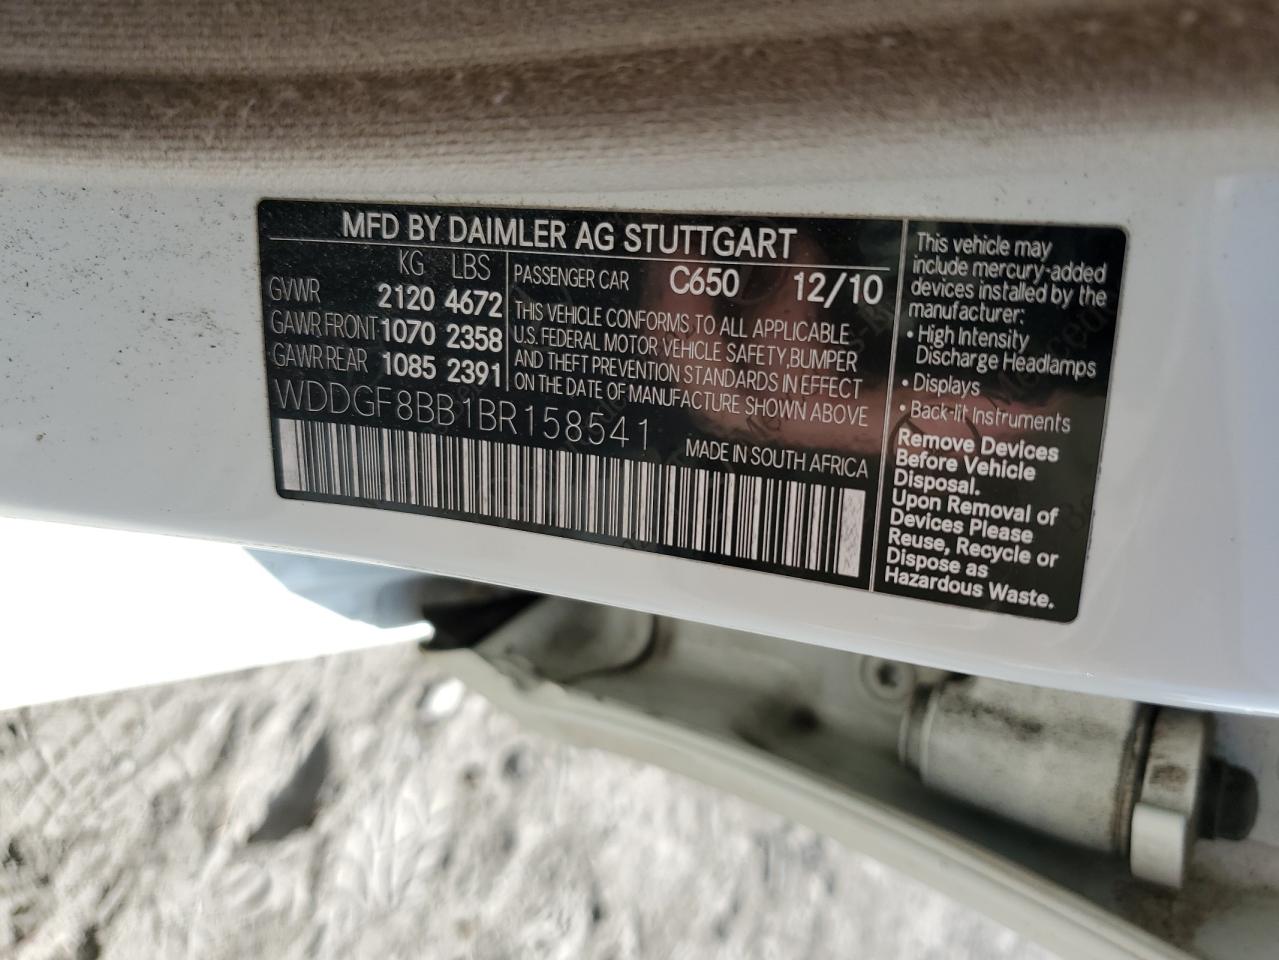 MFD BY DAIMLER AG STUTTGART
KG LBS
GVWR 2120 4672
GAWR FRONT 1070 2358
GAWR REAR 1085 2391
PASSENGER CAR C650 12/10
THIS VEHICLE CONFORMS TO ALL APPLICABLE
U.S. FEDERAL MOTOR VEHICLE SAFETY, BUMPER
AND THEFT PREVENTION STANDARDS IN EFFECT
ON THE DATE OF MANUFACTURE SHOWN ABOVE
WDDGF8BB1BR158541
MADE IN SOUTH AFRICA
This vehicle may
include mercury-added
devices installed by the
manufacturer:
• High Intensity
Discharge Headlamps
• Displays
• Back-lit Instruments
Remove Devices
Before Vehicle
Disposal.
Upon Removal of
Devices Please
Reuse, Recycle or
Dispose as
Hazardous Waste.